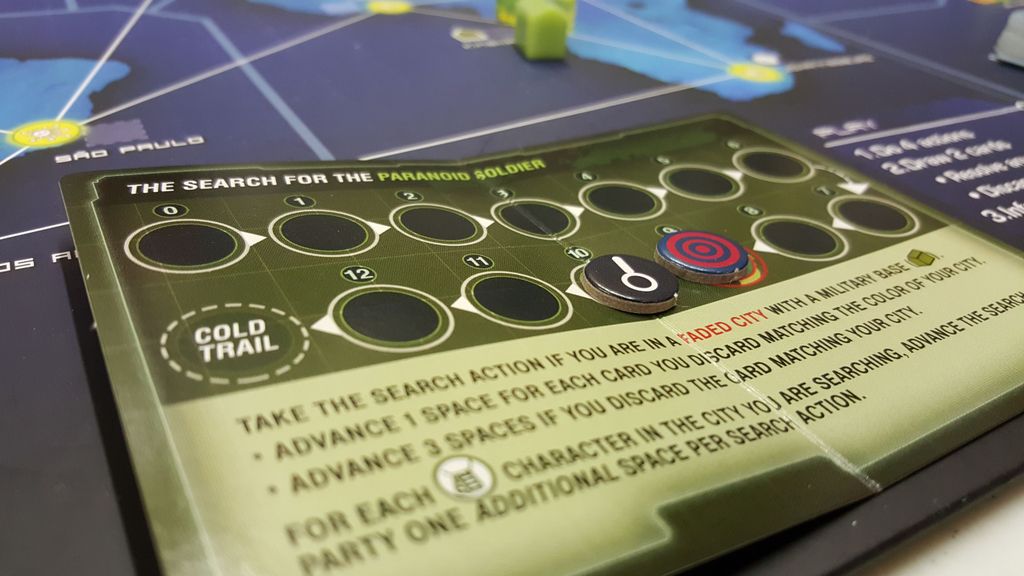 SÃO PAULO
PLAY
1. Do 4 actions
2. Draw 2 cards
THE SEARCH FOR THE PARANOID SOLDIER
0 1 2 3 4 5 6
12 11 10 9 8 7
COLD
TRAIL
TAKE THE SEARCH ACTION IF YOU ARE IN A FADED CITY WITH A MILITARY BASE.
• ADVANCE 1 SPACE FOR EACH CARD YOU DISCARD MATCHING THE COLOR OF YOUR CITY.
• ADVANCE 3 SPACES IF YOU DISCARD THE CARD MATCHING YOUR CITY.
FOR EACH CHARACTER IN THE CITY YOU ARE SEARCHING, ADVANCE THE SEARCH
PARTY ONE ADDITIONAL SPACE PER SEARCH ACTION.